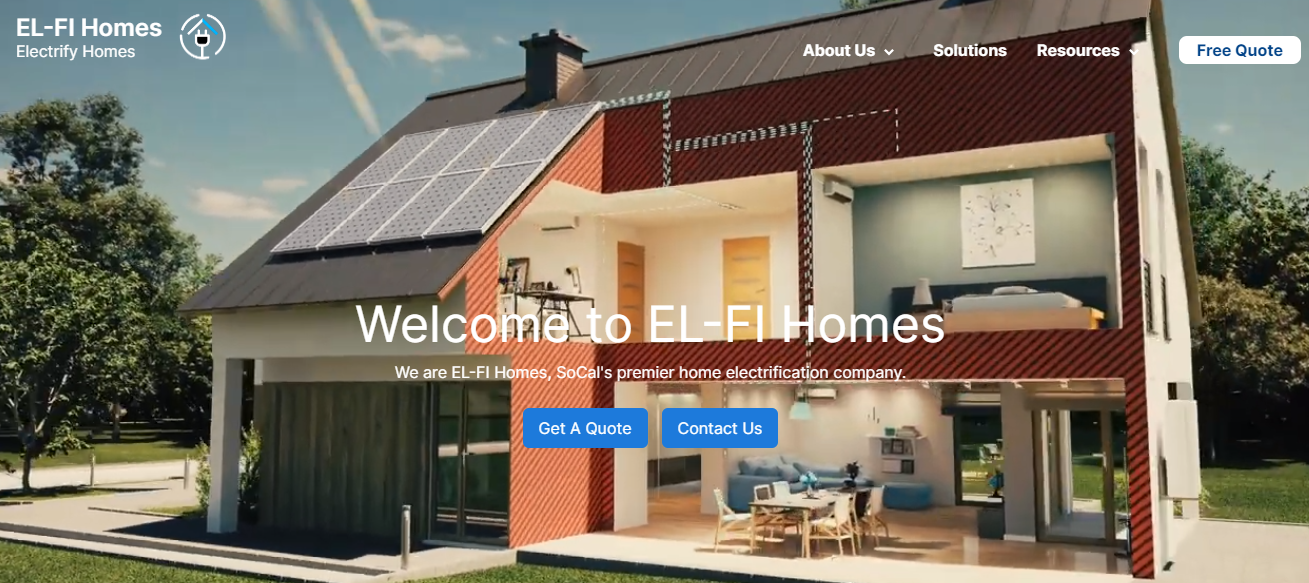 EL-FI Homes
Electrify Homes
About Us
Solutions
Resources
Free Quote
Welcome to EL-FI Homes
We are EL-FI Homes, SoCal's premier home electrification company.
Get A Quote
Contact Us